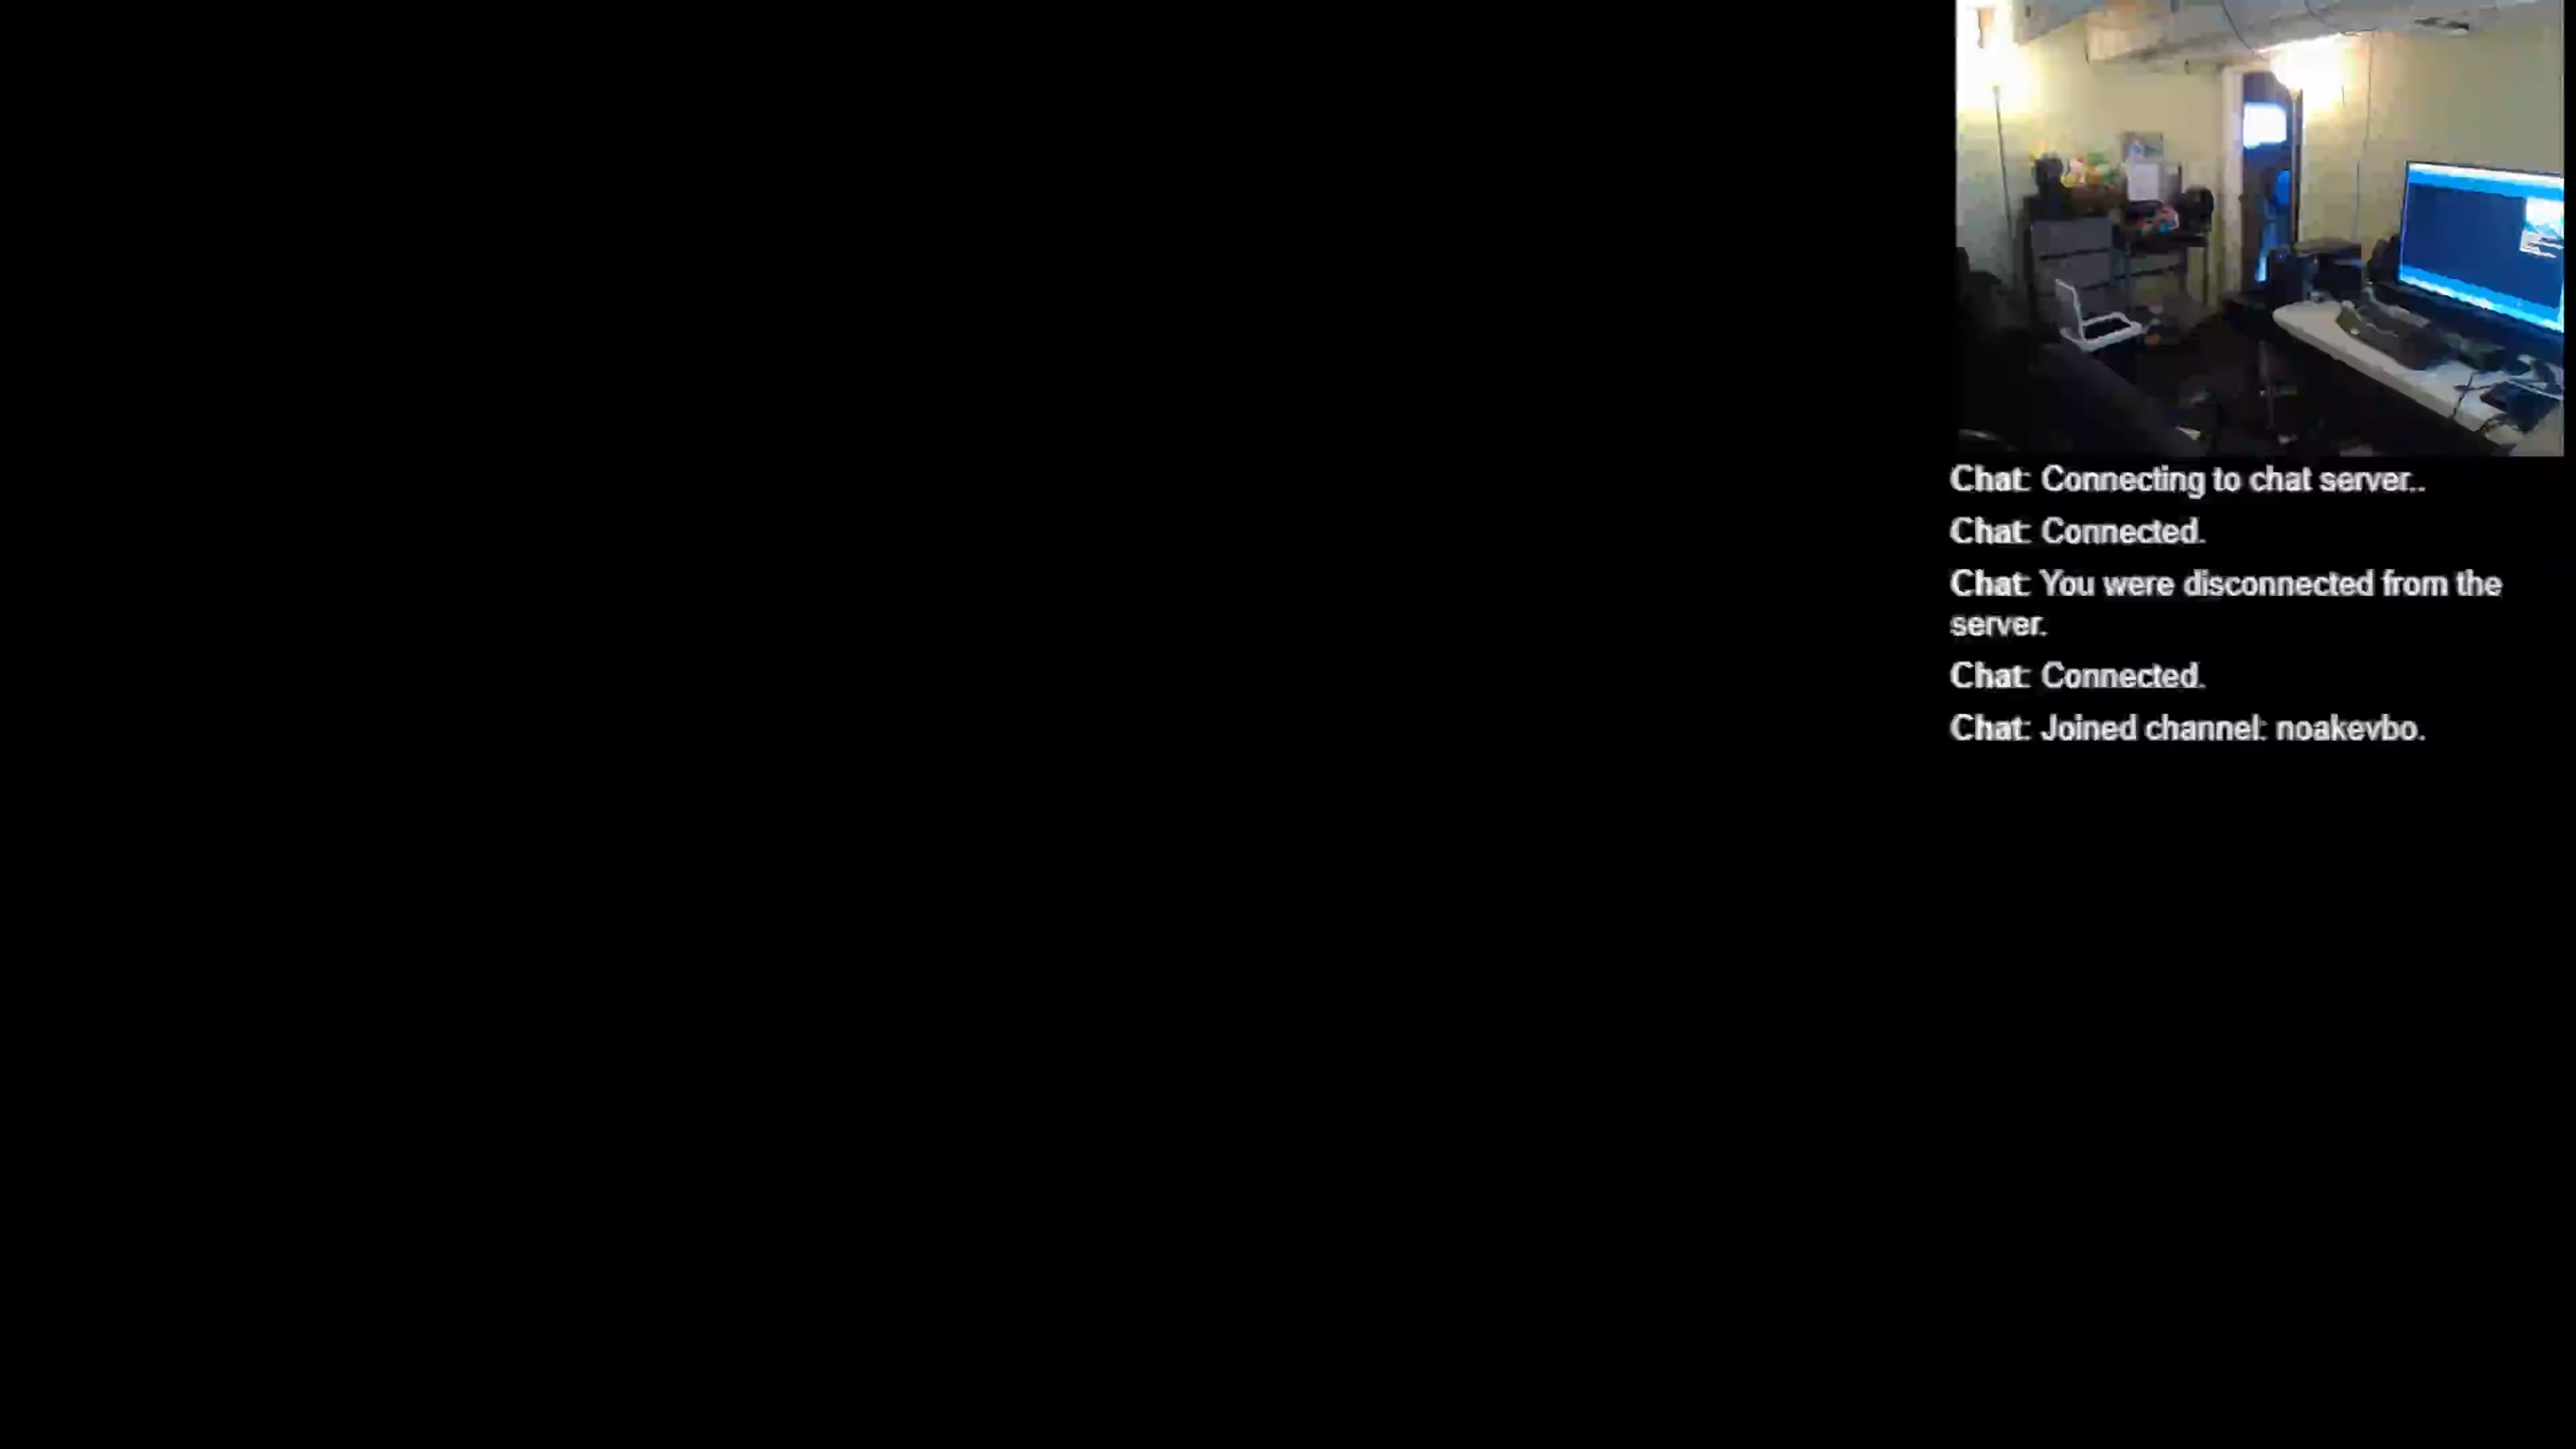 Chat: Connecting to chat server..
Chat: Connected.
Chat: You were disconnected from the
server.
Chat: Connected.
Chat: Joined channel: noakevbo.